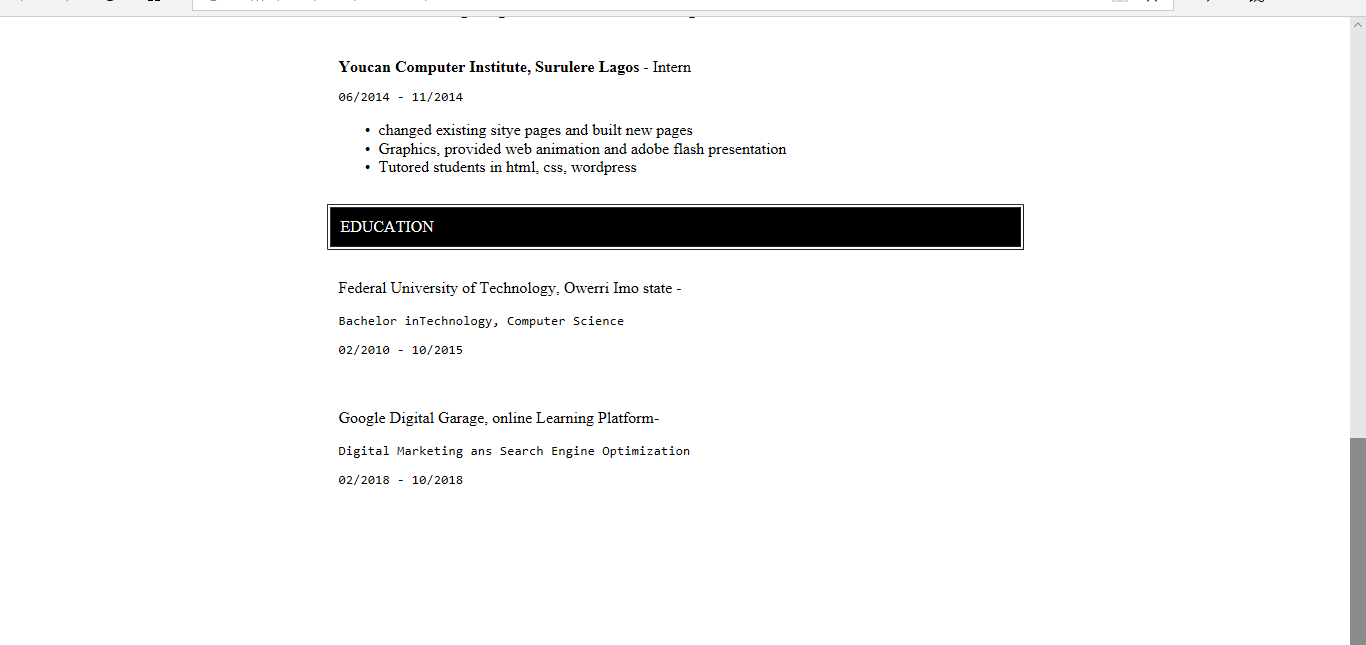 Youcan Computer Institute, Surulere Lagos - Intern
06/2014 - 11/2014
• changed existing sitye pages and built new pages
• Graphics, provided web animation and adobe flash presentation
• Tutored students in html, css, wordpress
EDUCATION
Federal University of Technology, Owerri Imo state -
Bachelor inTechnology, Computer Science
02/2010 - 10/2015
Google Digital Garage, online Learning Platform-
Digital Marketing ans Search Engine Optimization
02/2018 - 10/2018